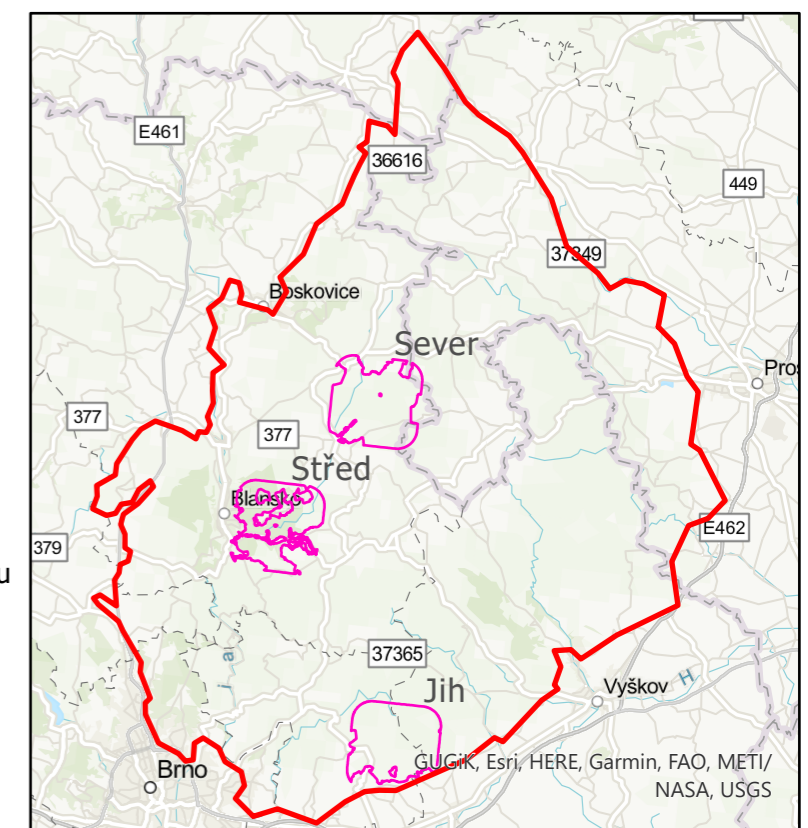 E461
36616
449
37349
Boskovice
Sever
Pros
377
377
Střed
Blansko
E462
379
u
37365
Jih
Vyškov
H
Brno
GUGiK, Esri, HERE, Garmin, FAO, METI/
NASA, USGS